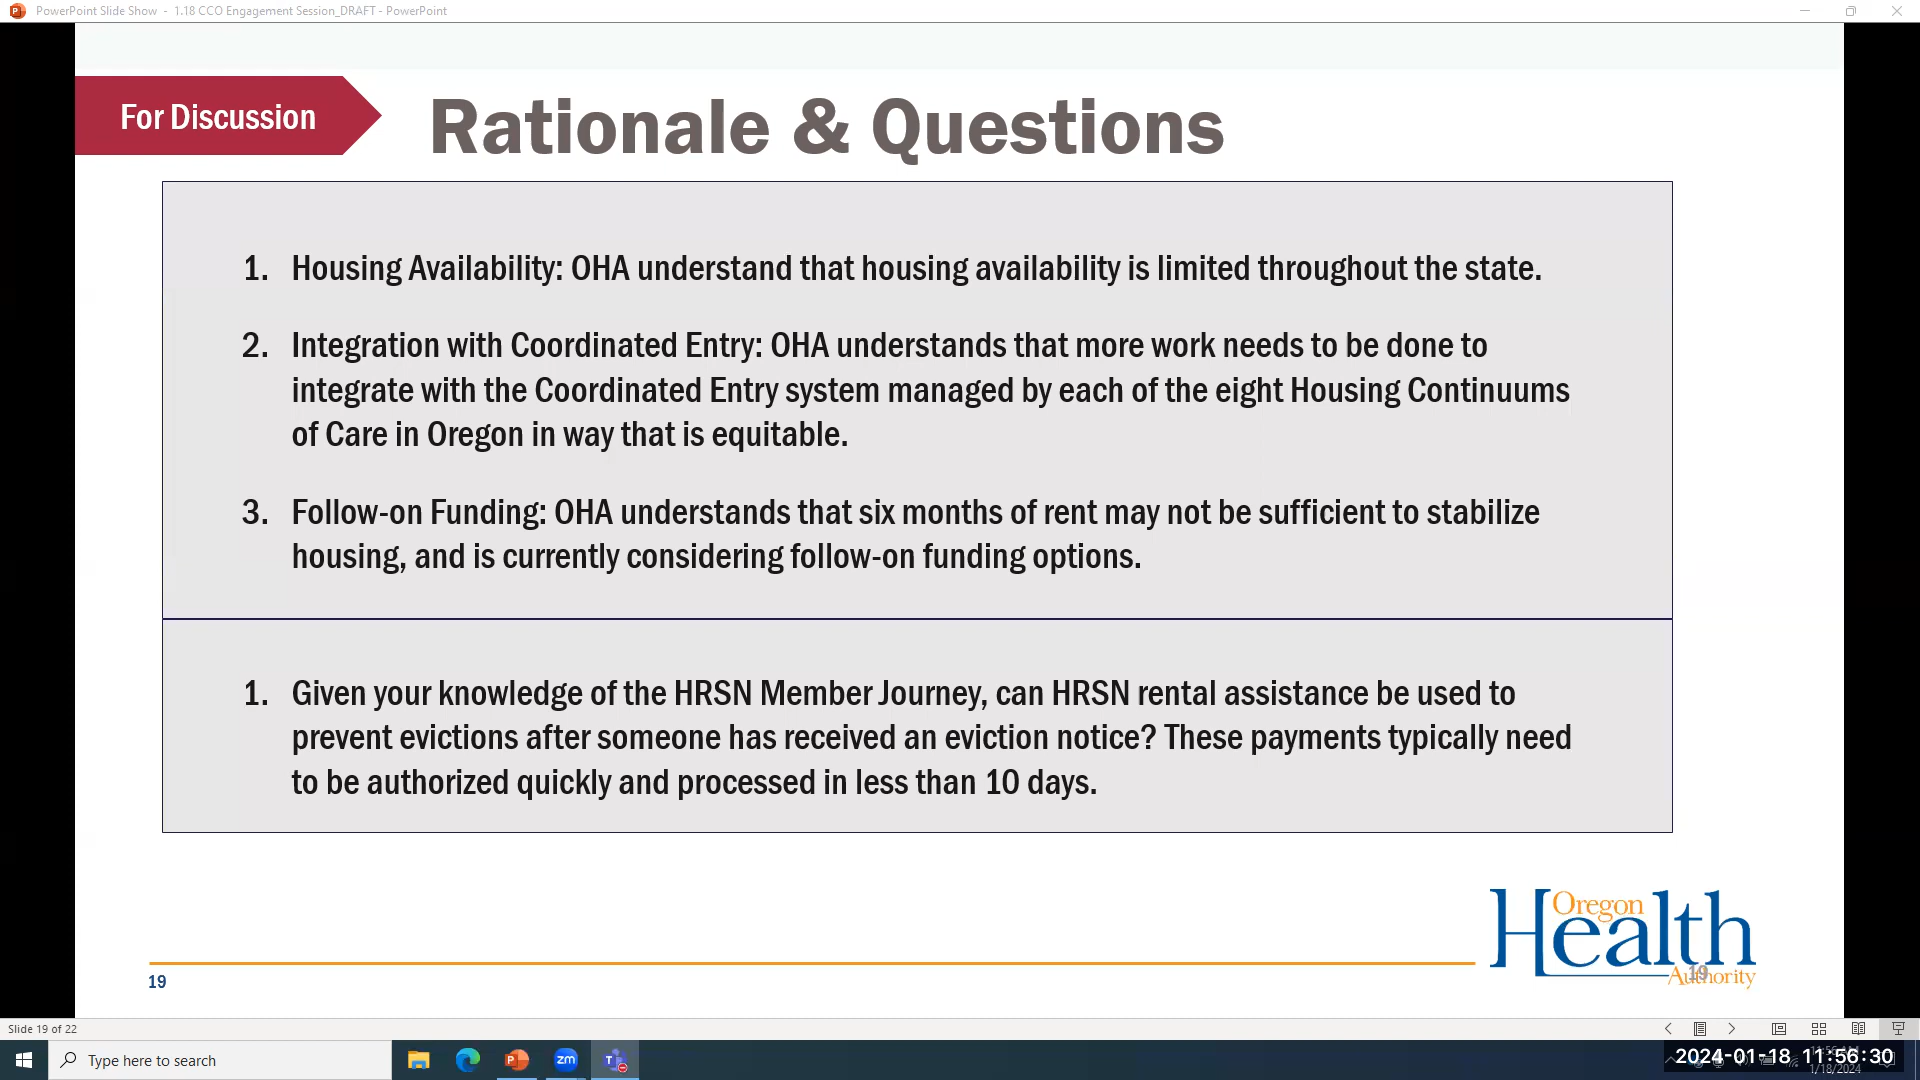 PowerPoint Slide Show - 1.18 CCO Engagement Session_DRAFT - PowerPoint
For Discussion
Rationale & Questions
1. Housing Availability: OHA understand that housing availability is limited throughout the state.
2. Integration with Coordinated Entry: OHA understands that more work needs to be done to
integrate with the Coordinated Entry system managed by each of the eight Housing Continuums
of Care in Oregon in way that is equitable.
3. Follow-on Funding: OHA understands that six months of rent may not be sufficient to stabilize
housing, and is currently considering follow-on funding options.
1. Given your knowledge of the HRSN Member Journey, can HRSN rental assistance be used to
prevent evictions after someone has received an eviction notice? These payments typically need
to be authorized quickly and processed in less than 10 days.
Oregon
Health
Authority
19
19
Slide 19 of 22
Type here to search
zm
2024-01-18 11:56:30
1/18/2024